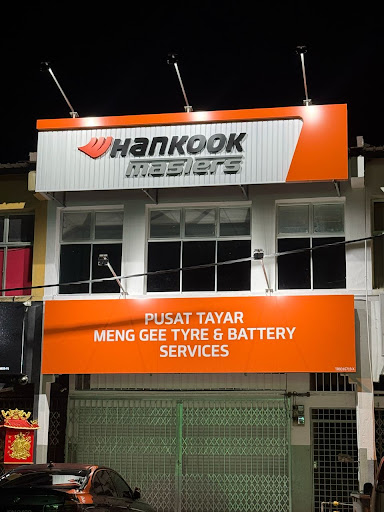 HANKOOK
masters
PUSAT TAYAR
MENG GEE TYRE & BATTERY
SERVICES